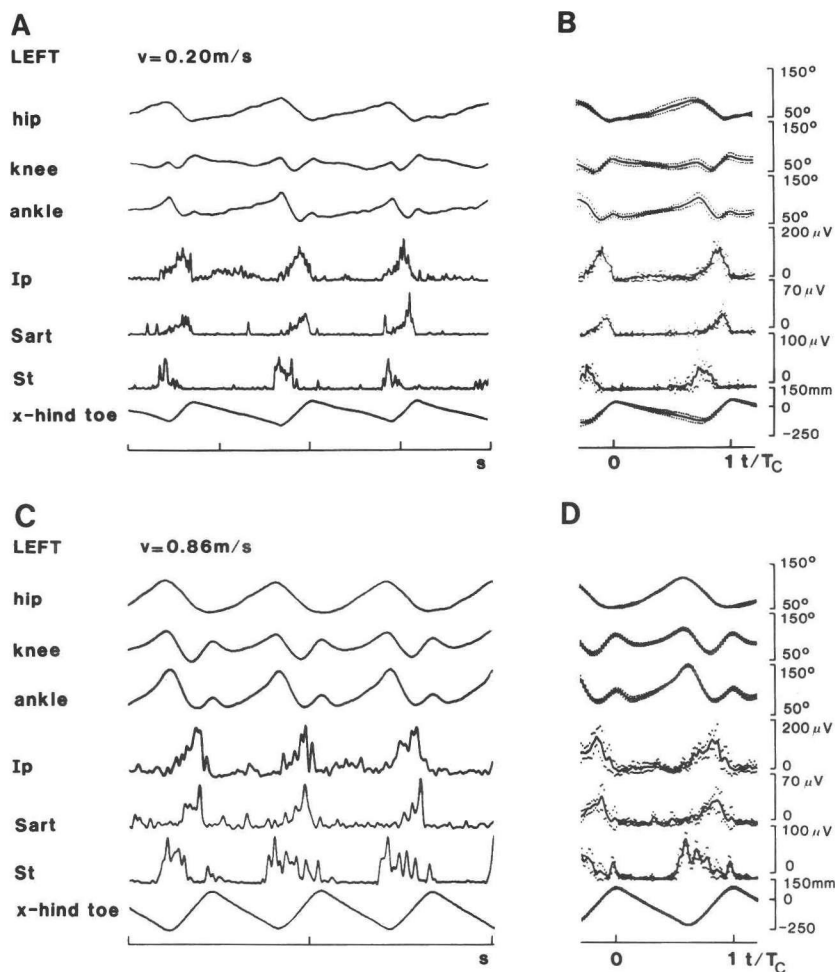 A
LEFT v=0.20m/s
hip
knee
ankle
Ip
Sart
St
x-hind toe
s
B
150°
50°
150°
50°
150°
50°
200 μV
0
70 μV
0
100 μV
0
150mm
0
-250
0 1 t/TC
C
LEFT v=0.86m/s
hip
knee
ankle
Ip
Sart
St
x-hind toe
s
D
150°
50°
150°
50°
150°
50°
200 μV
0
70 μV
0
100 μV
0
150mm
0
-250
0 1 t/TC